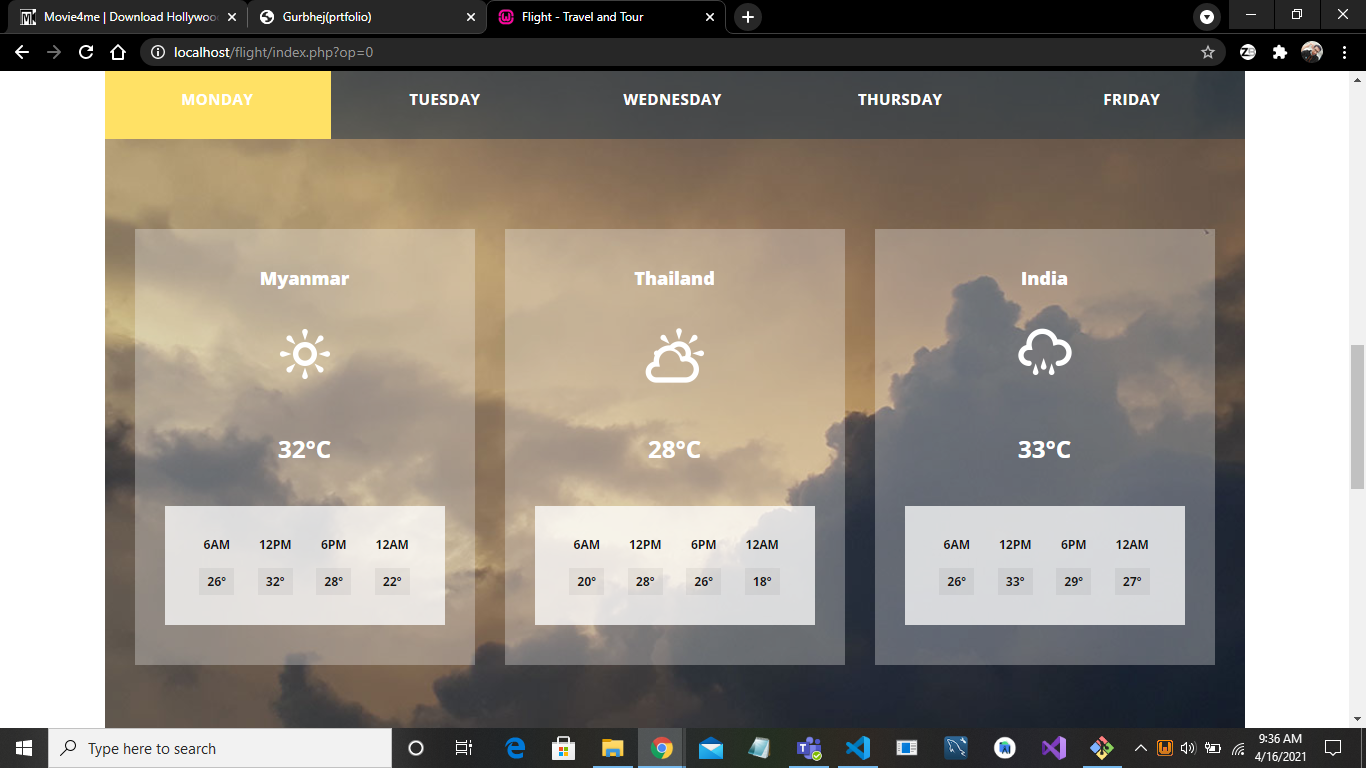 Movie4me | Download Hollywoo
Gurbhej(prtfolio)
Flight - Travel and Tour
localhost/flight/index.php?op=0
MONDAY
TUESDAY
WEDNESDAY
THURSDAY
FRIDAY
Myanmar
32°C
6AM 12PM 6PM 12AM
26° 32° 28° 22°
Thailand
28°C
6AM 12PM 6PM 12AM
20° 28° 26° 18°
India
33°C
6AM 12PM 6PM 12AM
26° 33° 29° 27°
Type here to search
9:36 AM
4/16/2021